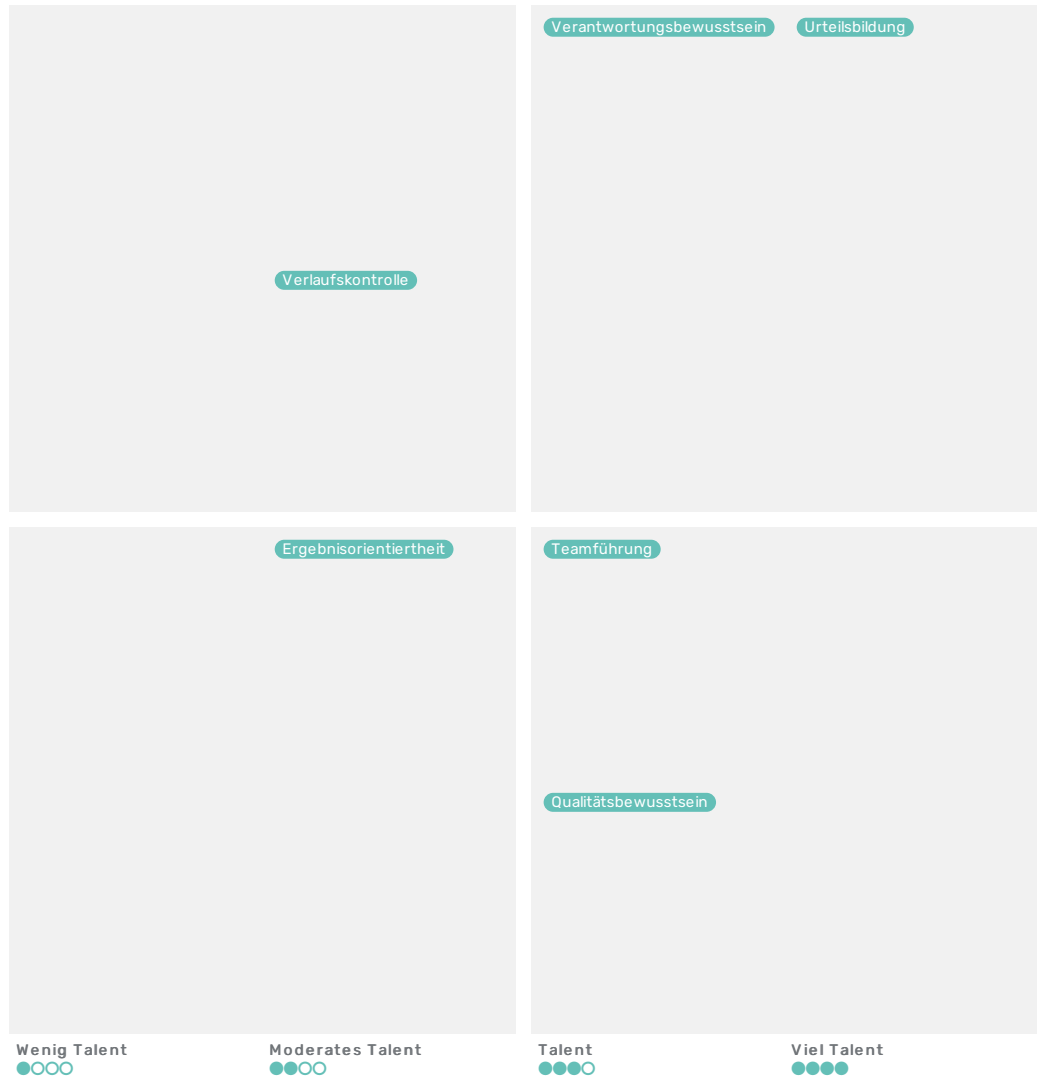 Verantwortungsbewusstsein Urteilsbildung
Verlaufskontrolle
Ergebnisorientiertheit Teamführung
Qualitätsbewusstsein
Wenig Talent Moderates Talent Talent Viel Talent